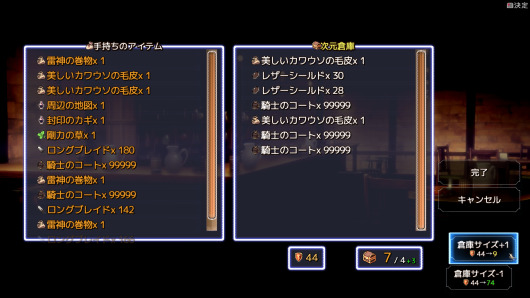 決定
手持ちのアイテム
雷神の巻物x 1
美しいカワウソの毛皮x 1
美しいカワウソの毛皮x 1
周辺の地図x 1
封印のカギx 1
剛力の草x 1
ロングブレイドx 180
騎士のコートx 99999
雷神の巻物x 1
騎士のコートx 99999
ロングブレイドx 142
雷神の巻物x 1
次元倉庫
美しいカワウソの毛皮x 1
レザーシールドx 30
レザーシールドx 28
騎士のコートx 99999
美しいカワウソの毛皮x 1
騎士のコートx 99999
騎士のコートx 99999
完了
キャンセル
44
7 / 4+3
倉庫サイズ+1
44→9
倉庫サイズ-1
44→74